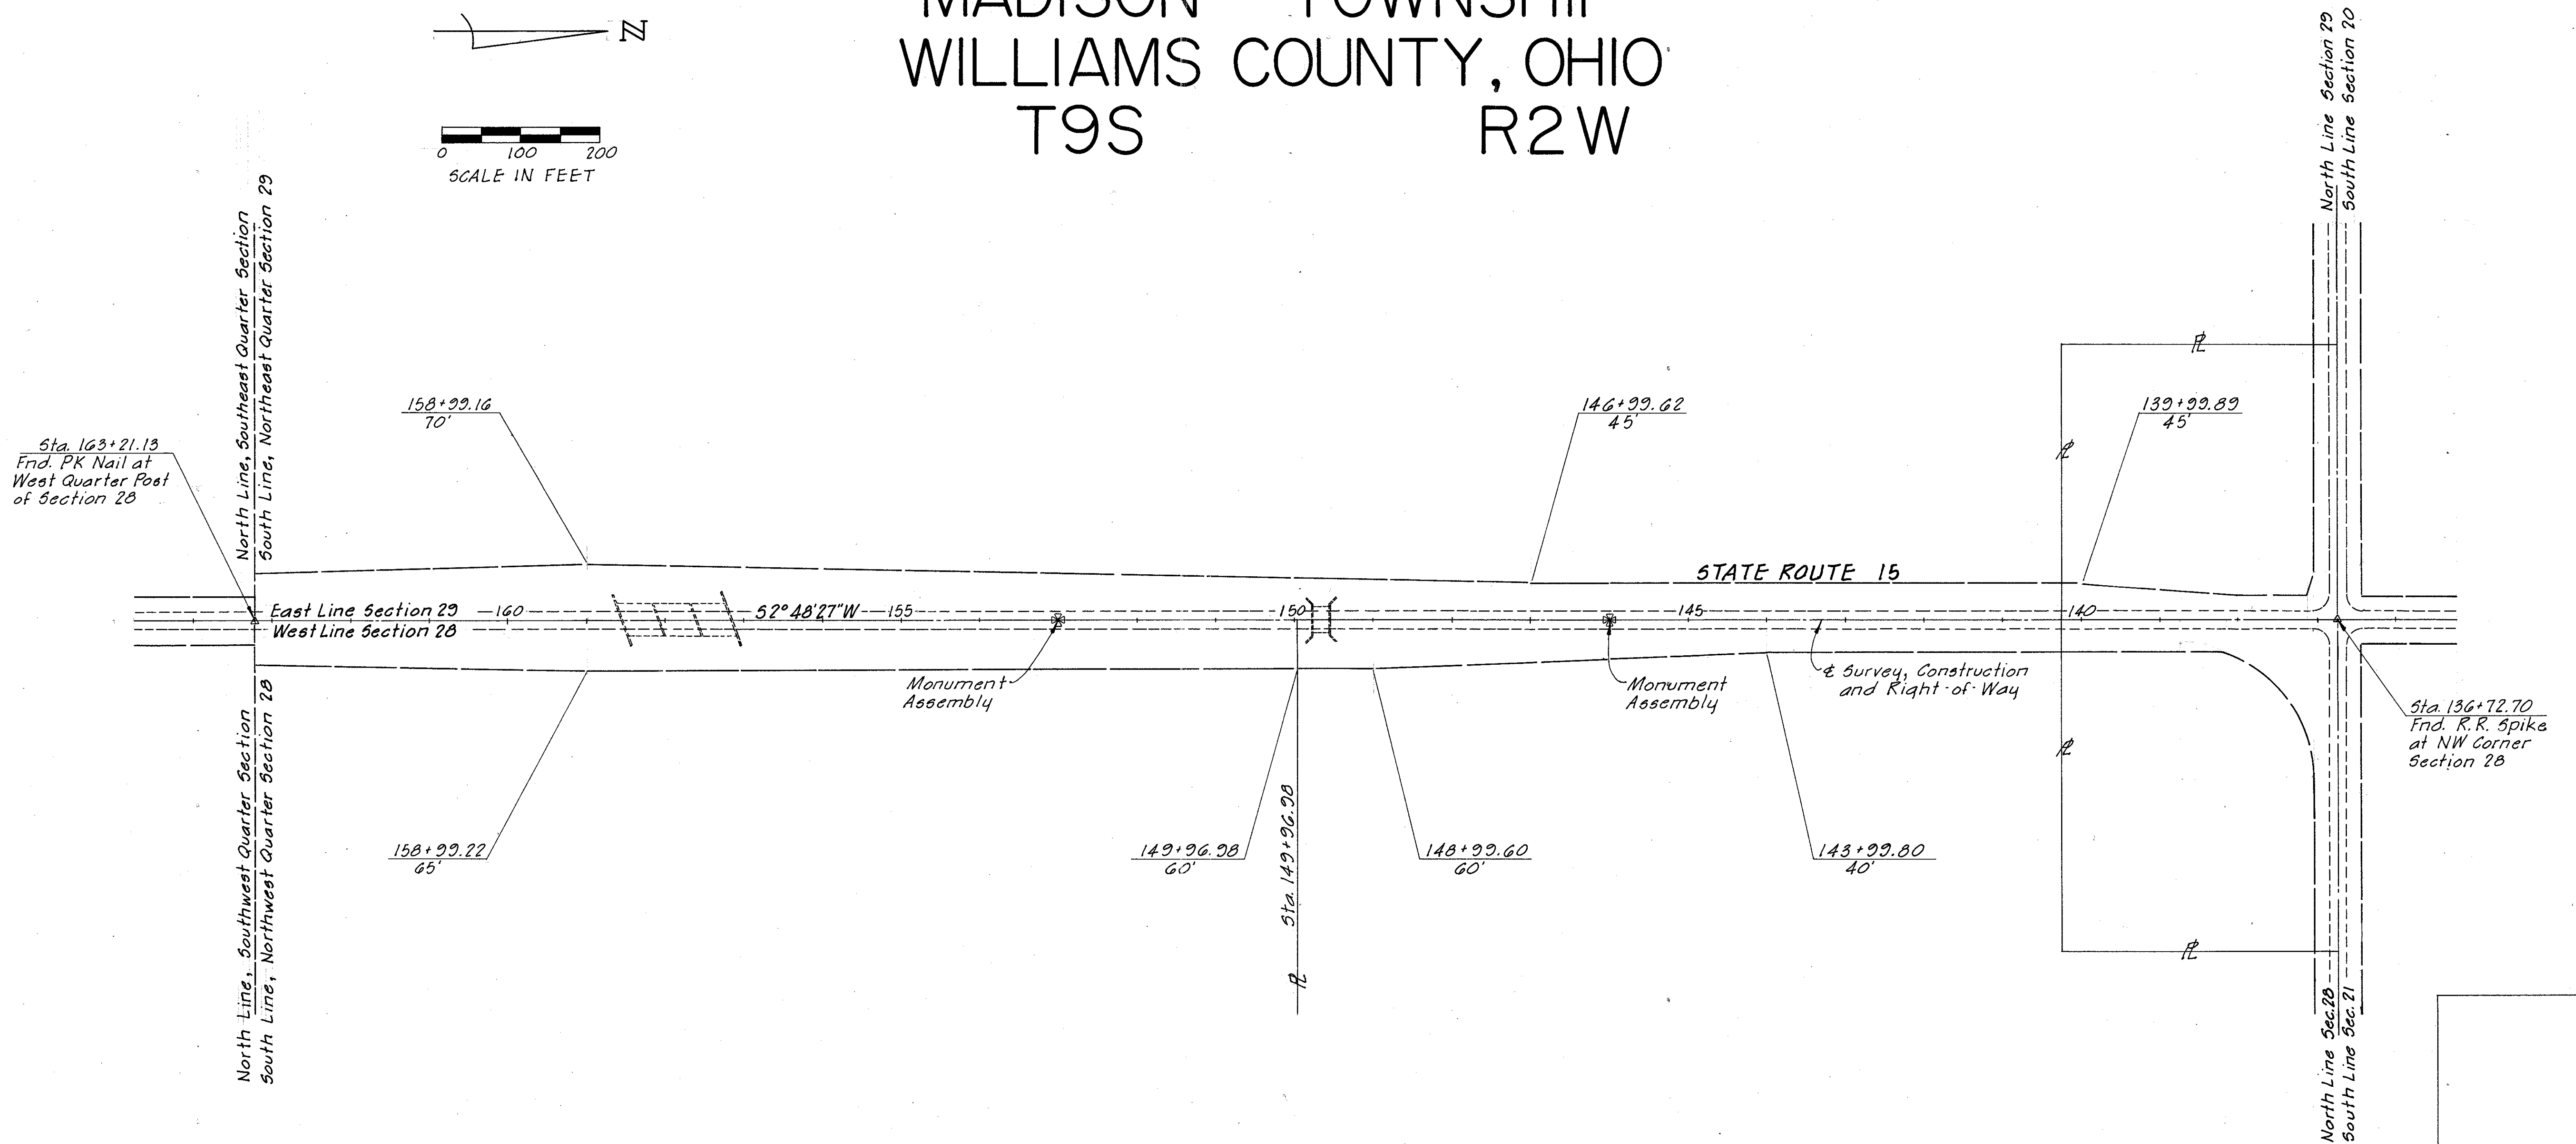 MADISON TOWNSHIP
WILLIAMS COUNTY, OHIO
T9S R2W
N
0 100 200
SCALE IN FEET
North Line, Southeast Quarter Section
South Line, Northeast Quarter Section 29
North Line Section 29
South Line Section 20
Sta. 163+21.13
Fnd. PK Nail at
West Quarter Post
of Section 28
158+99.16
70'
146+99.62
45'
139+99.89
45'
PL
PL
STATE ROUTE 15
East Line Section 29
West Line Section 28
160
S2°48'27"W
155
150
145
140
Monument
Assembly
Monument
Assembly
℄ Survey, Construction
and Right-of-Way
Sta. 136+72.70
Fnd. R.R. Spike
at NW Corner
Section 28
PL
158+99.22
65'
149+96.98
60'
Sta. 149+96.98
PL
148+99.60
60'
143+99.80
40'
PL
North Line, Southwest Quarter Section
South Line, Northwest Quarter Section 28
North Line Sec.28
South Line Sec.21